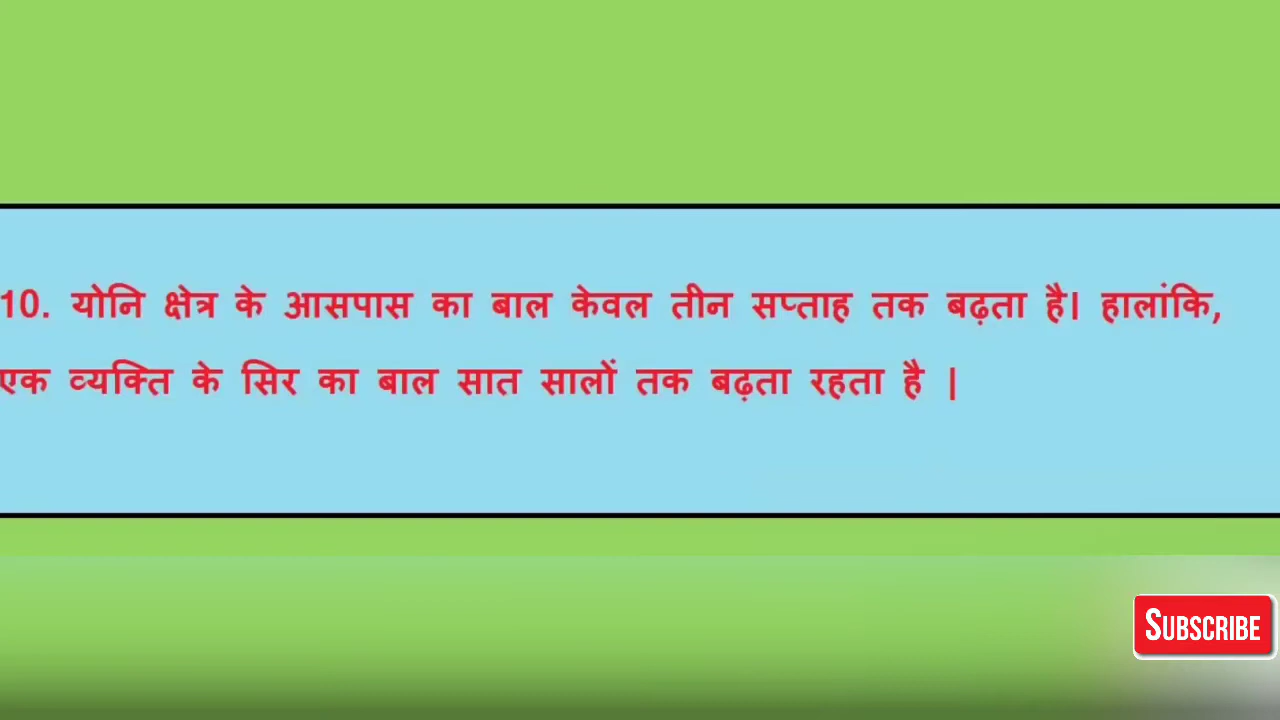 10. योनि क्षेत्र के आसपास का बाल केवल तीन सप्ताह तक बढ़ता है। हालांकि,
एक व्यक्ति के सिर का बाल सात सालों तक बढ़ता रहता है |
SUBSCRIBE